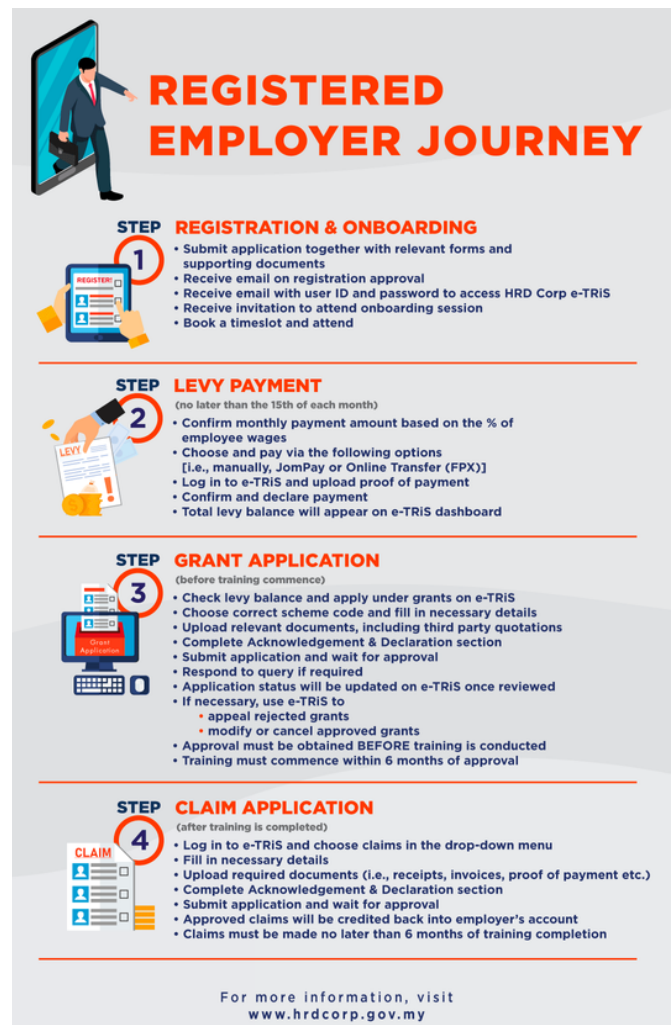 REGISTERED
EMPLOYER JOURNEY
STEP
1
REGISTER!
REGISTRATION & ONBOARDING
• Submit application together with relevant forms and
supporting documents
• Receive email on registration approval
• Receive email with user ID and password to access HRD Corp e-TRiS
• Receive invitation to attend onboarding session
• Book a timeslot and attend
STEP
2
LEVY
LEVY PAYMENT
(no later than the 15th of each month)
• Confirm monthly payment amount based on the % of
employee wages
• Choose and pay via the following options
[i.e., manually, JomPay or Online Transfer (FPX)]
• Log in to e-TRiS and upload proof of payment
• Confirm and declare payment
• Total levy balance will appear on e-TRiS dashboard
STEP
3
Grant
Application
GRANT APPLICATION
(before training commence)
• Check levy balance and apply under grants on e-TRiS
• Choose correct scheme code and fill in necessary details
• Upload relevant documents, including third party quotations
• Complete Acknowledgement & Declaration section
• Submit application and wait for approval
• Respond to query if required
• Application status will be updated on e-TRiS once reviewed
• If necessary, use e-TRiS to
• appeal rejected grants
• modify or cancel approved grants
• Approval must be obtained BEFORE training is conducted
• Training must commence within 6 months of approval
STEP
4
CLAIM
CLAIM APPLICATION
(after training is completed)
• Log in to e-TRiS and choose claims in the drop-down menu
• Fill in necessary details
• Upload required documents (i.e., receipts, invoices, proof of payment etc.)
• Complete Acknowledgement & Declaration section
• Submit application and wait for approval
• Approved claims will be credited back into employer's account
• Claims must be made no later than 6 months of training completion
For more information, visit
www.hrdcorp.gov.my